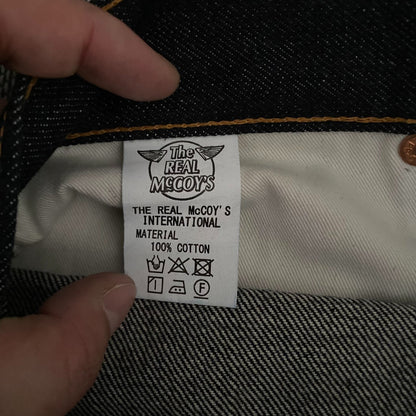 The
REAL
McCOY'S
THE REAL McCOY'S
INTERNATIONAL
MATERIAL
100% COTTON
F